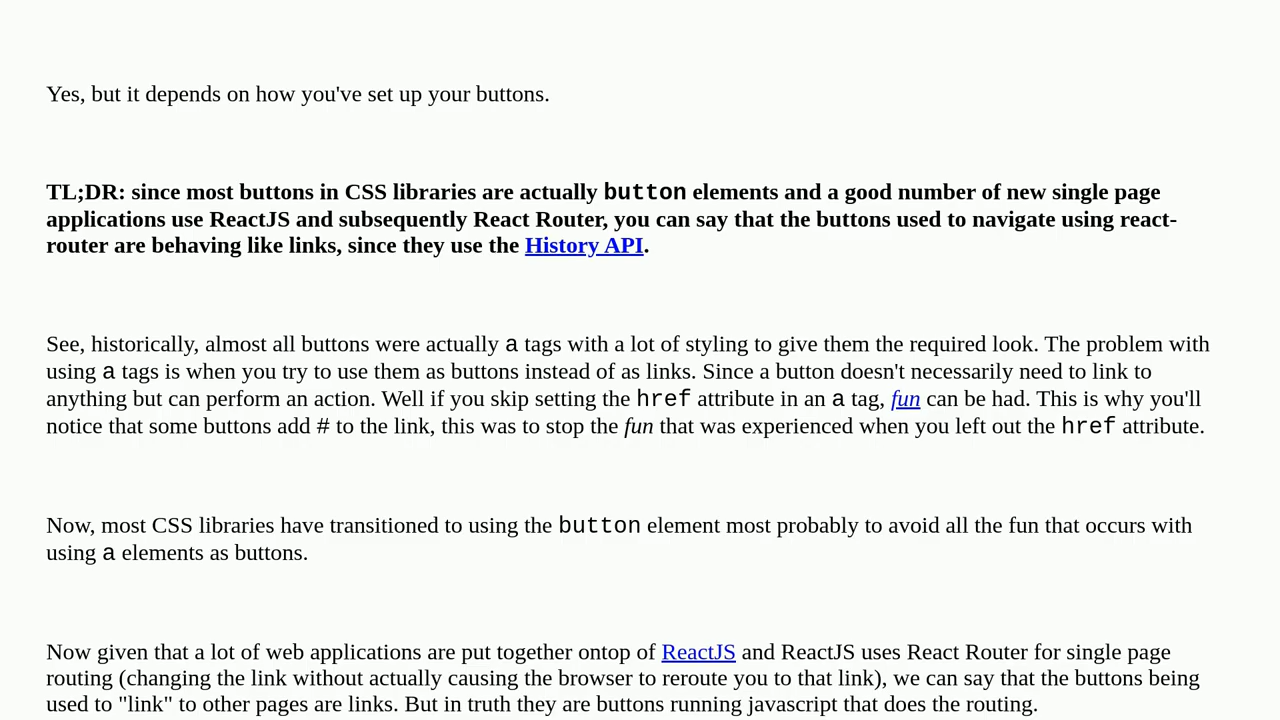 Yes, but it depends on how you've set up your buttons.
TL;DR: since most buttons in CSS libraries are actually button elements and a good number of new single page
applications use ReactJS and subsequently React Router, you can say that the buttons used to navigate using react-
router are behaving like links, since they use the History API.
See, historically, almost all buttons were actually a tags with a lot of styling to give them the required look. The problem with
using a tags is when you try to use them as buttons instead of as links. Since a button doesn't necessarily need to link to
anything but can perform an action. Well if you skip setting the href attribute in an a tag, fun can be had. This is why you'll
notice that some buttons add # to the link, this was to stop the fun that was experienced when you left out the href attribute.
Now, most CSS libraries have transitioned to using the button element most probably to avoid all the fun that occurs with
using a elements as buttons.
Now given that a lot of web applications are put together ontop of ReactJS and ReactJS uses React Router for single page
routing (changing the link without actually causing the browser to reroute you to that link), we can say that the buttons being
used to "link" to other pages are links. But in truth they are buttons running javascript that does the routing.